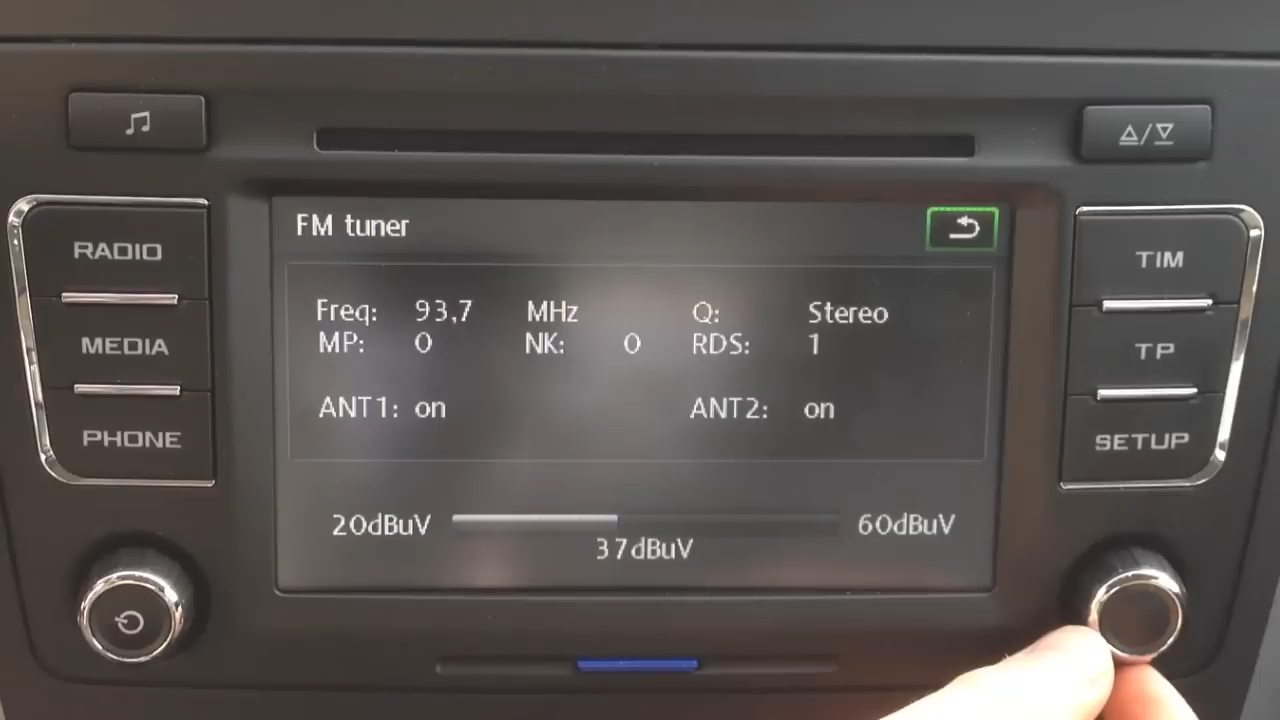 FM tuner
RADIO
MEDIA
PHONE
Freq: 93,7 MHz Q: Stereo
MP: 0 NK: 0 RDS: 1
ANT1: on ANT2: on
20dBuV 60dBuV
37dBuV
TIM
TP
SETUP